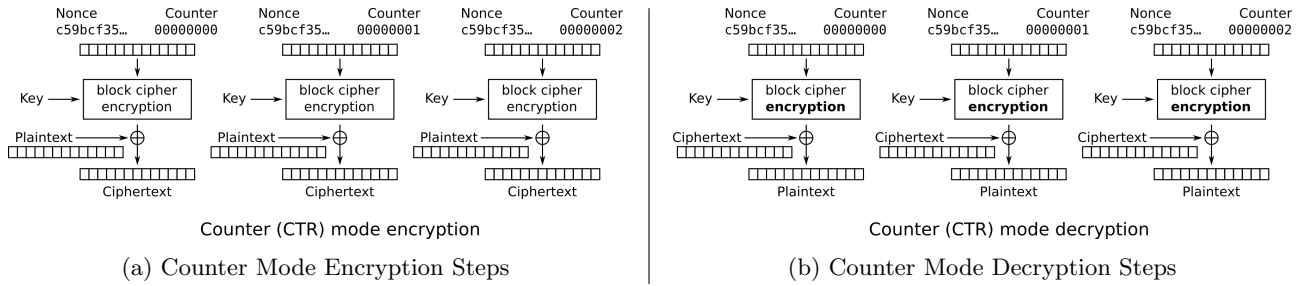 Nonce Counter Nonce Counter Nonce Counter
c59bcf35… 00000000 c59bcf35… 00000001 c59bcf35… 00000002
block cipher block cipher block cipher
Key encryption Key encryption Key encryption
Plaintext Plaintext Plaintext
Ciphertext Ciphertext Ciphertext
Counter (CTR) mode encryption
(a) Counter Mode Encryption Steps
Nonce Counter Nonce Counter Nonce Counter
c59bcf35… 00000000 c59bcf35… 00000001 c59bcf35… 00000002
block cipher block cipher block cipher
Key encryption Key encryption Key encryption
Ciphertext Ciphertext Ciphertext
Plaintext Plaintext Plaintext
Counter (CTR) mode decryption
(b) Counter Mode Decryption Steps